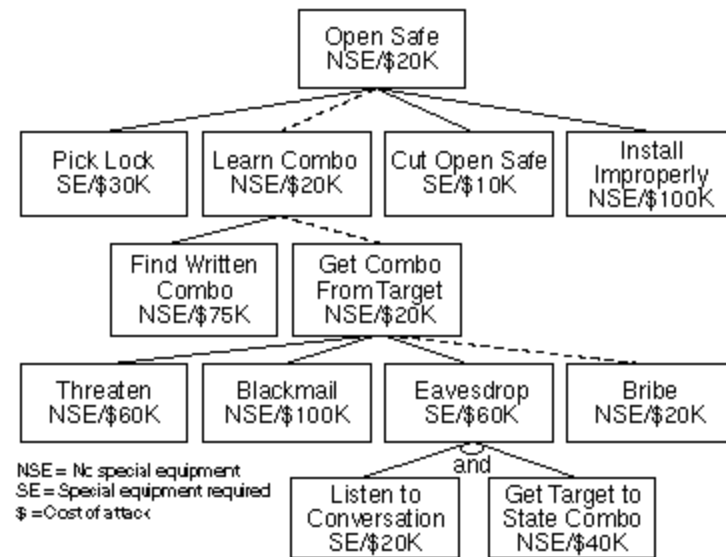 Open Safe
NSE/$20K
Pick Lock
SE/$30K
Learn Combo
NSE/$20K
Cut Open Safe
SE/$10K
Install
Improperly
NSE/$100K
Find Written
Combo
NSE/$75K
Get Combo
From Target
NSE/$20K
Threaten
NSE/$60K
Blackmail
NSE/$100K
Eavesdrop
SE/$60K
Bribe
NSE/$20K
and
NSE = No special equipment
SE = Special equipment required
$ = Cost of attack
Listen to
Conversation
SE/$20K
Get Target to
State Combo
NSE/$40K